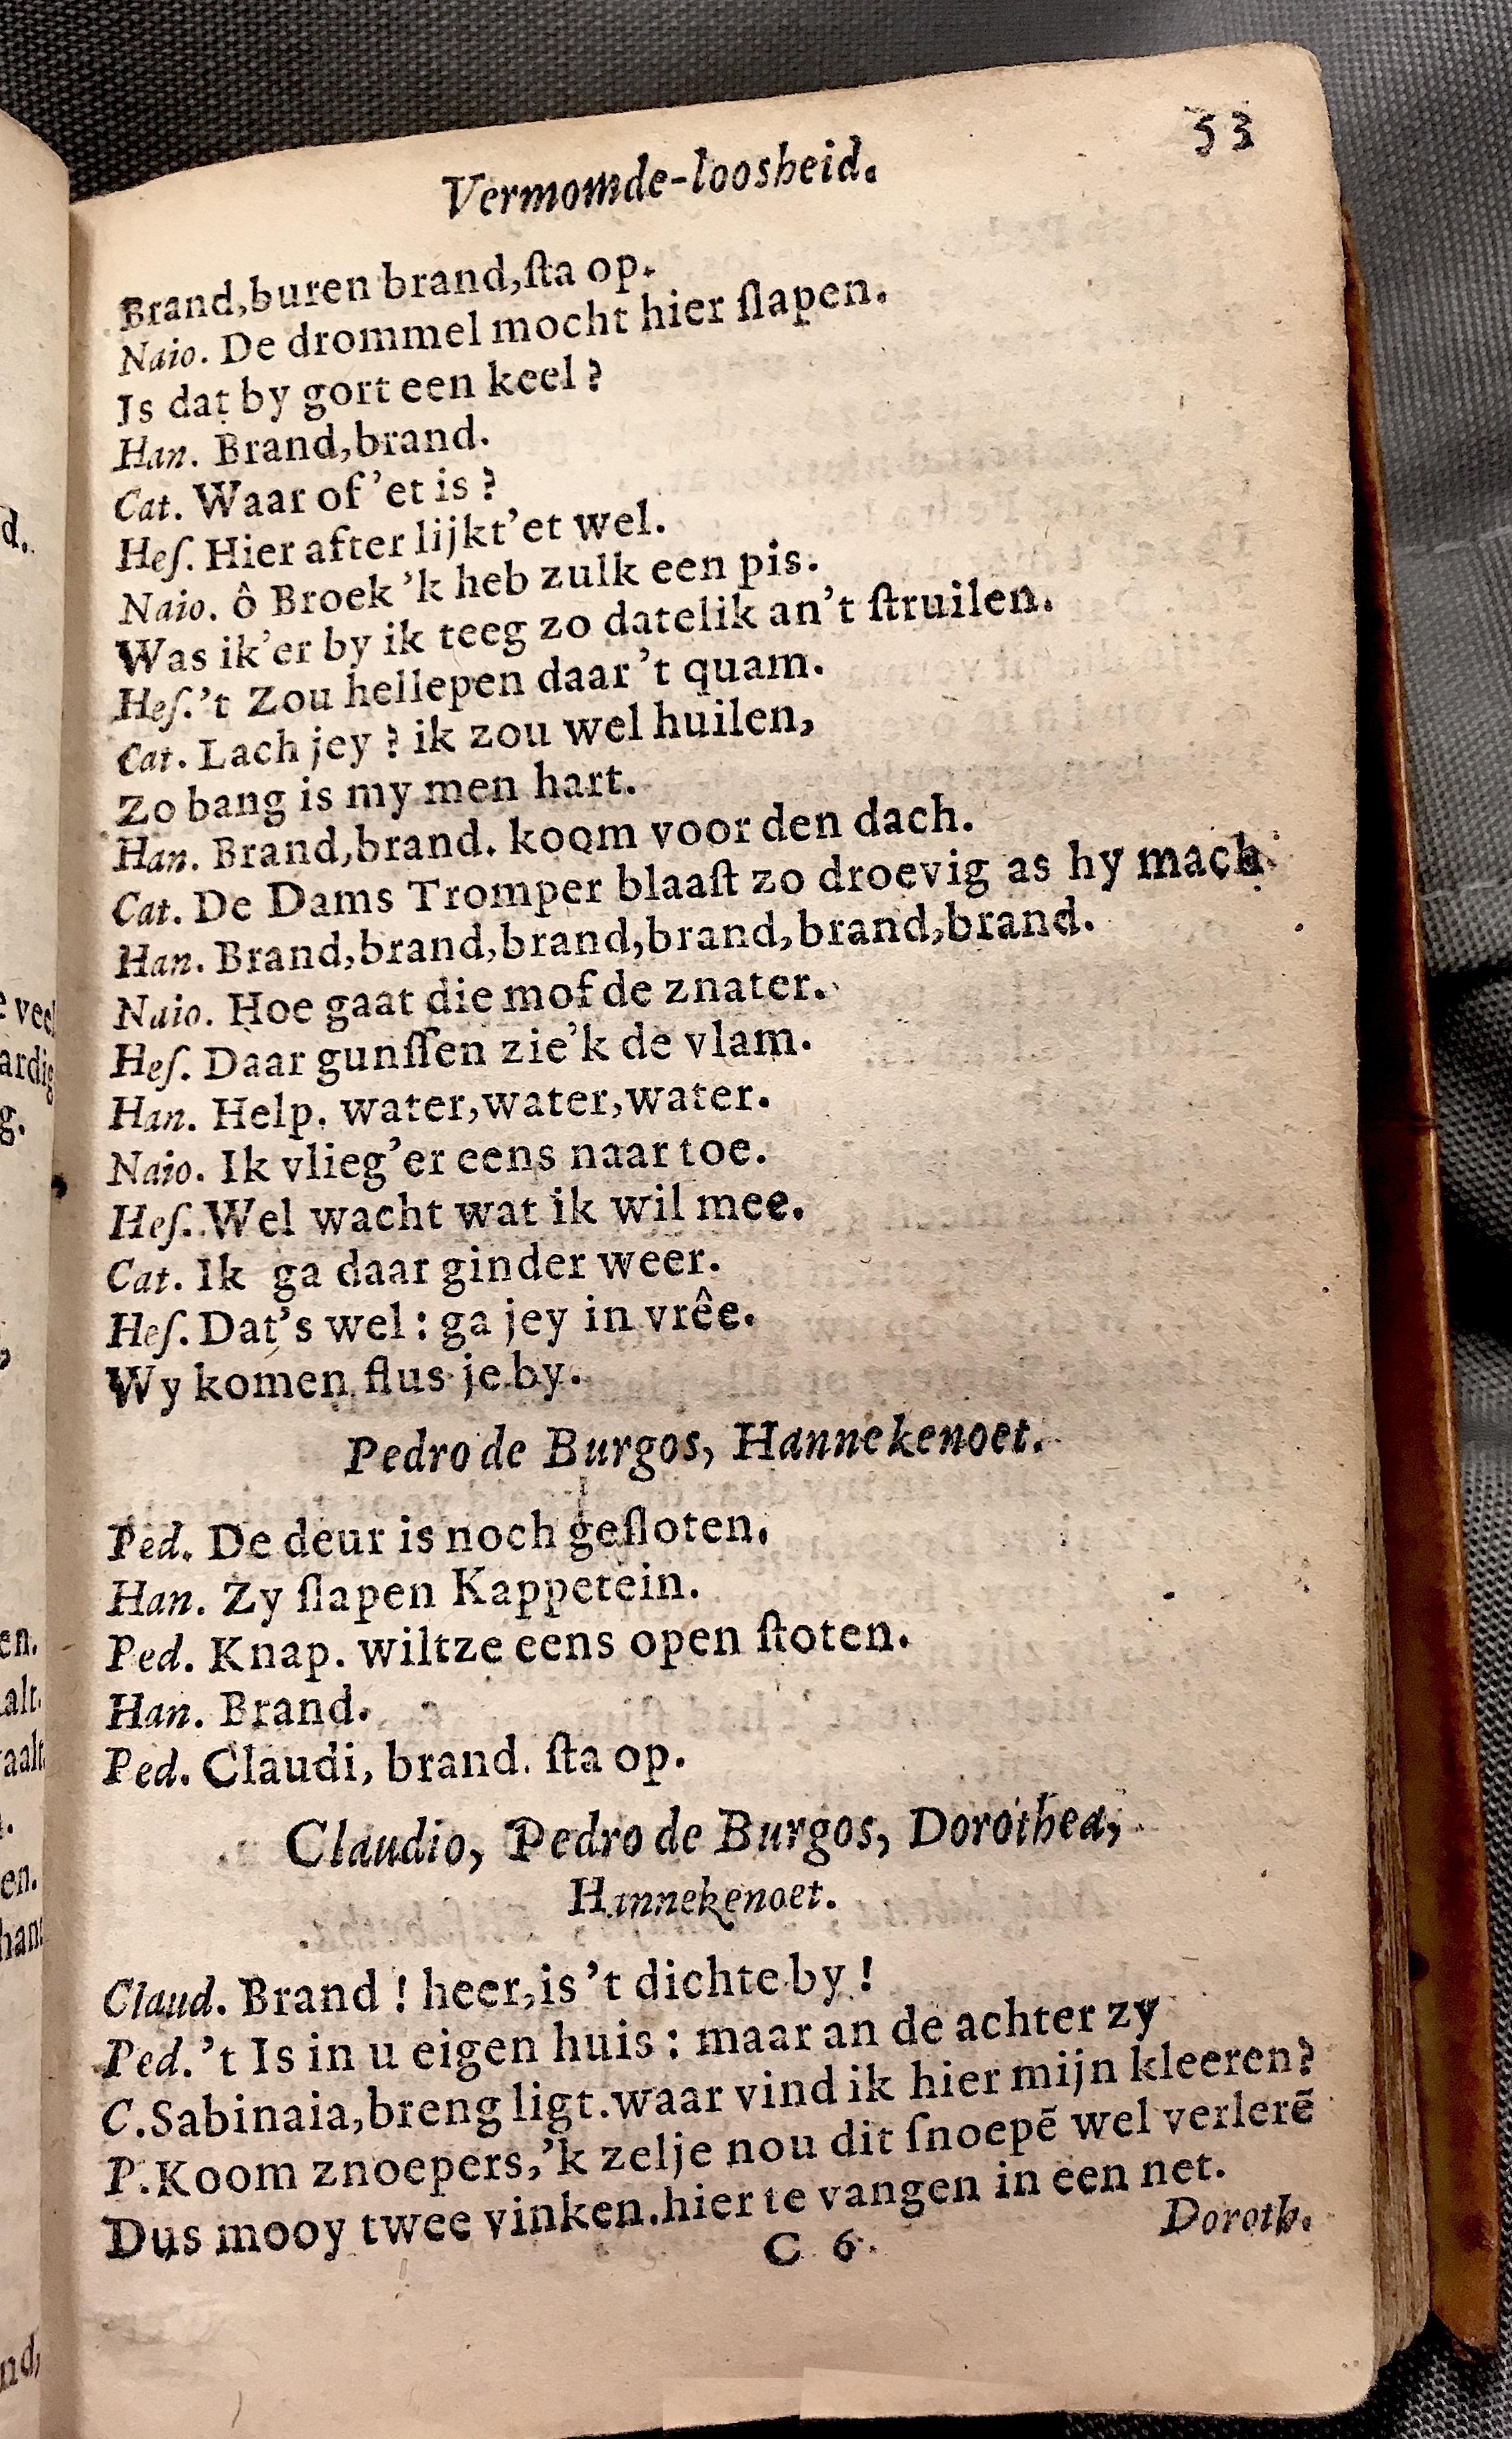 Vermomde-loosheid. 53
Brand,buren brand,ſta op.
Naio. De drommel mocht hier ſlapen.
Is dat by gort een keel?
Han. Brand,brand.
Cat. Waar of 'et is?
Heſ. Hier after lijkt'et wel.
Naio. ô Broek 'k heb zulk een pis.
Was ik'er by ik teeg zo datelik an't ſtruilen.
Heſ.'t Zou hellepen daar 't quam.
Cat. Lach jey? ik zou wel huilen,
Zo bang is my men hart.
Han. Brand,brand. koom voor den dach.
Cat. De Dams Tromper blaaſt zo droevig as hy mach
Han. Brand,brand,brand,brand,brand,brand.
Naio. Hoe gaat die mof de znater.
Heſ. Daar gunſſen zie'k de vlam.
Han. Help. water,water,water.
Naio. Ik vlieg'er eens naar toe.
Heſ. Wel wacht wat ik wil mee.
Cat. Ik ga daar ginder weer.
Heſ. Dat's wel: ga jey in vrêe.
Wy komen flus je by.
Pedro de Burgos, Hannekenoet.
Ped. De deur is noch geſloten.
Han. Zy ſlapen Kappetein.
Ped. Knap. wiltze eens open ſtoten.
Han. Brand.
Ped. Claudi, brand. ſta op.
Claudio, Pedro de Burgos, Dorothea,
Hannekenoet.
Claud. Brand! heer,is 't dichte by!
Ped.'t Is in u eigen huis: maar an de achter zy
C.Sabinaia,breng ligt.waar vind ik hier mijn kleeren?
P.Koom znoepers,'k zelje nou dit ſnoepē wel verlerē
Dus mooy twee vinken.hier te vangen in een net.
C 6. Doroth.
d.
ardig
g.
en.
alt.
en.
nd,